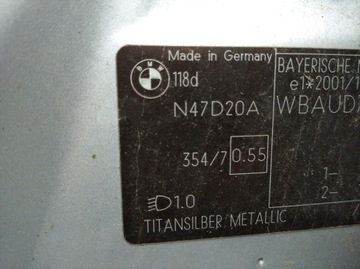 Made in Germany
BMW
118d
N47D20A
354/7 0.55
1.0
TITANSILBER METALLIC
BAYERISCHE
e1*2001/1
WBAUD
1-
2-